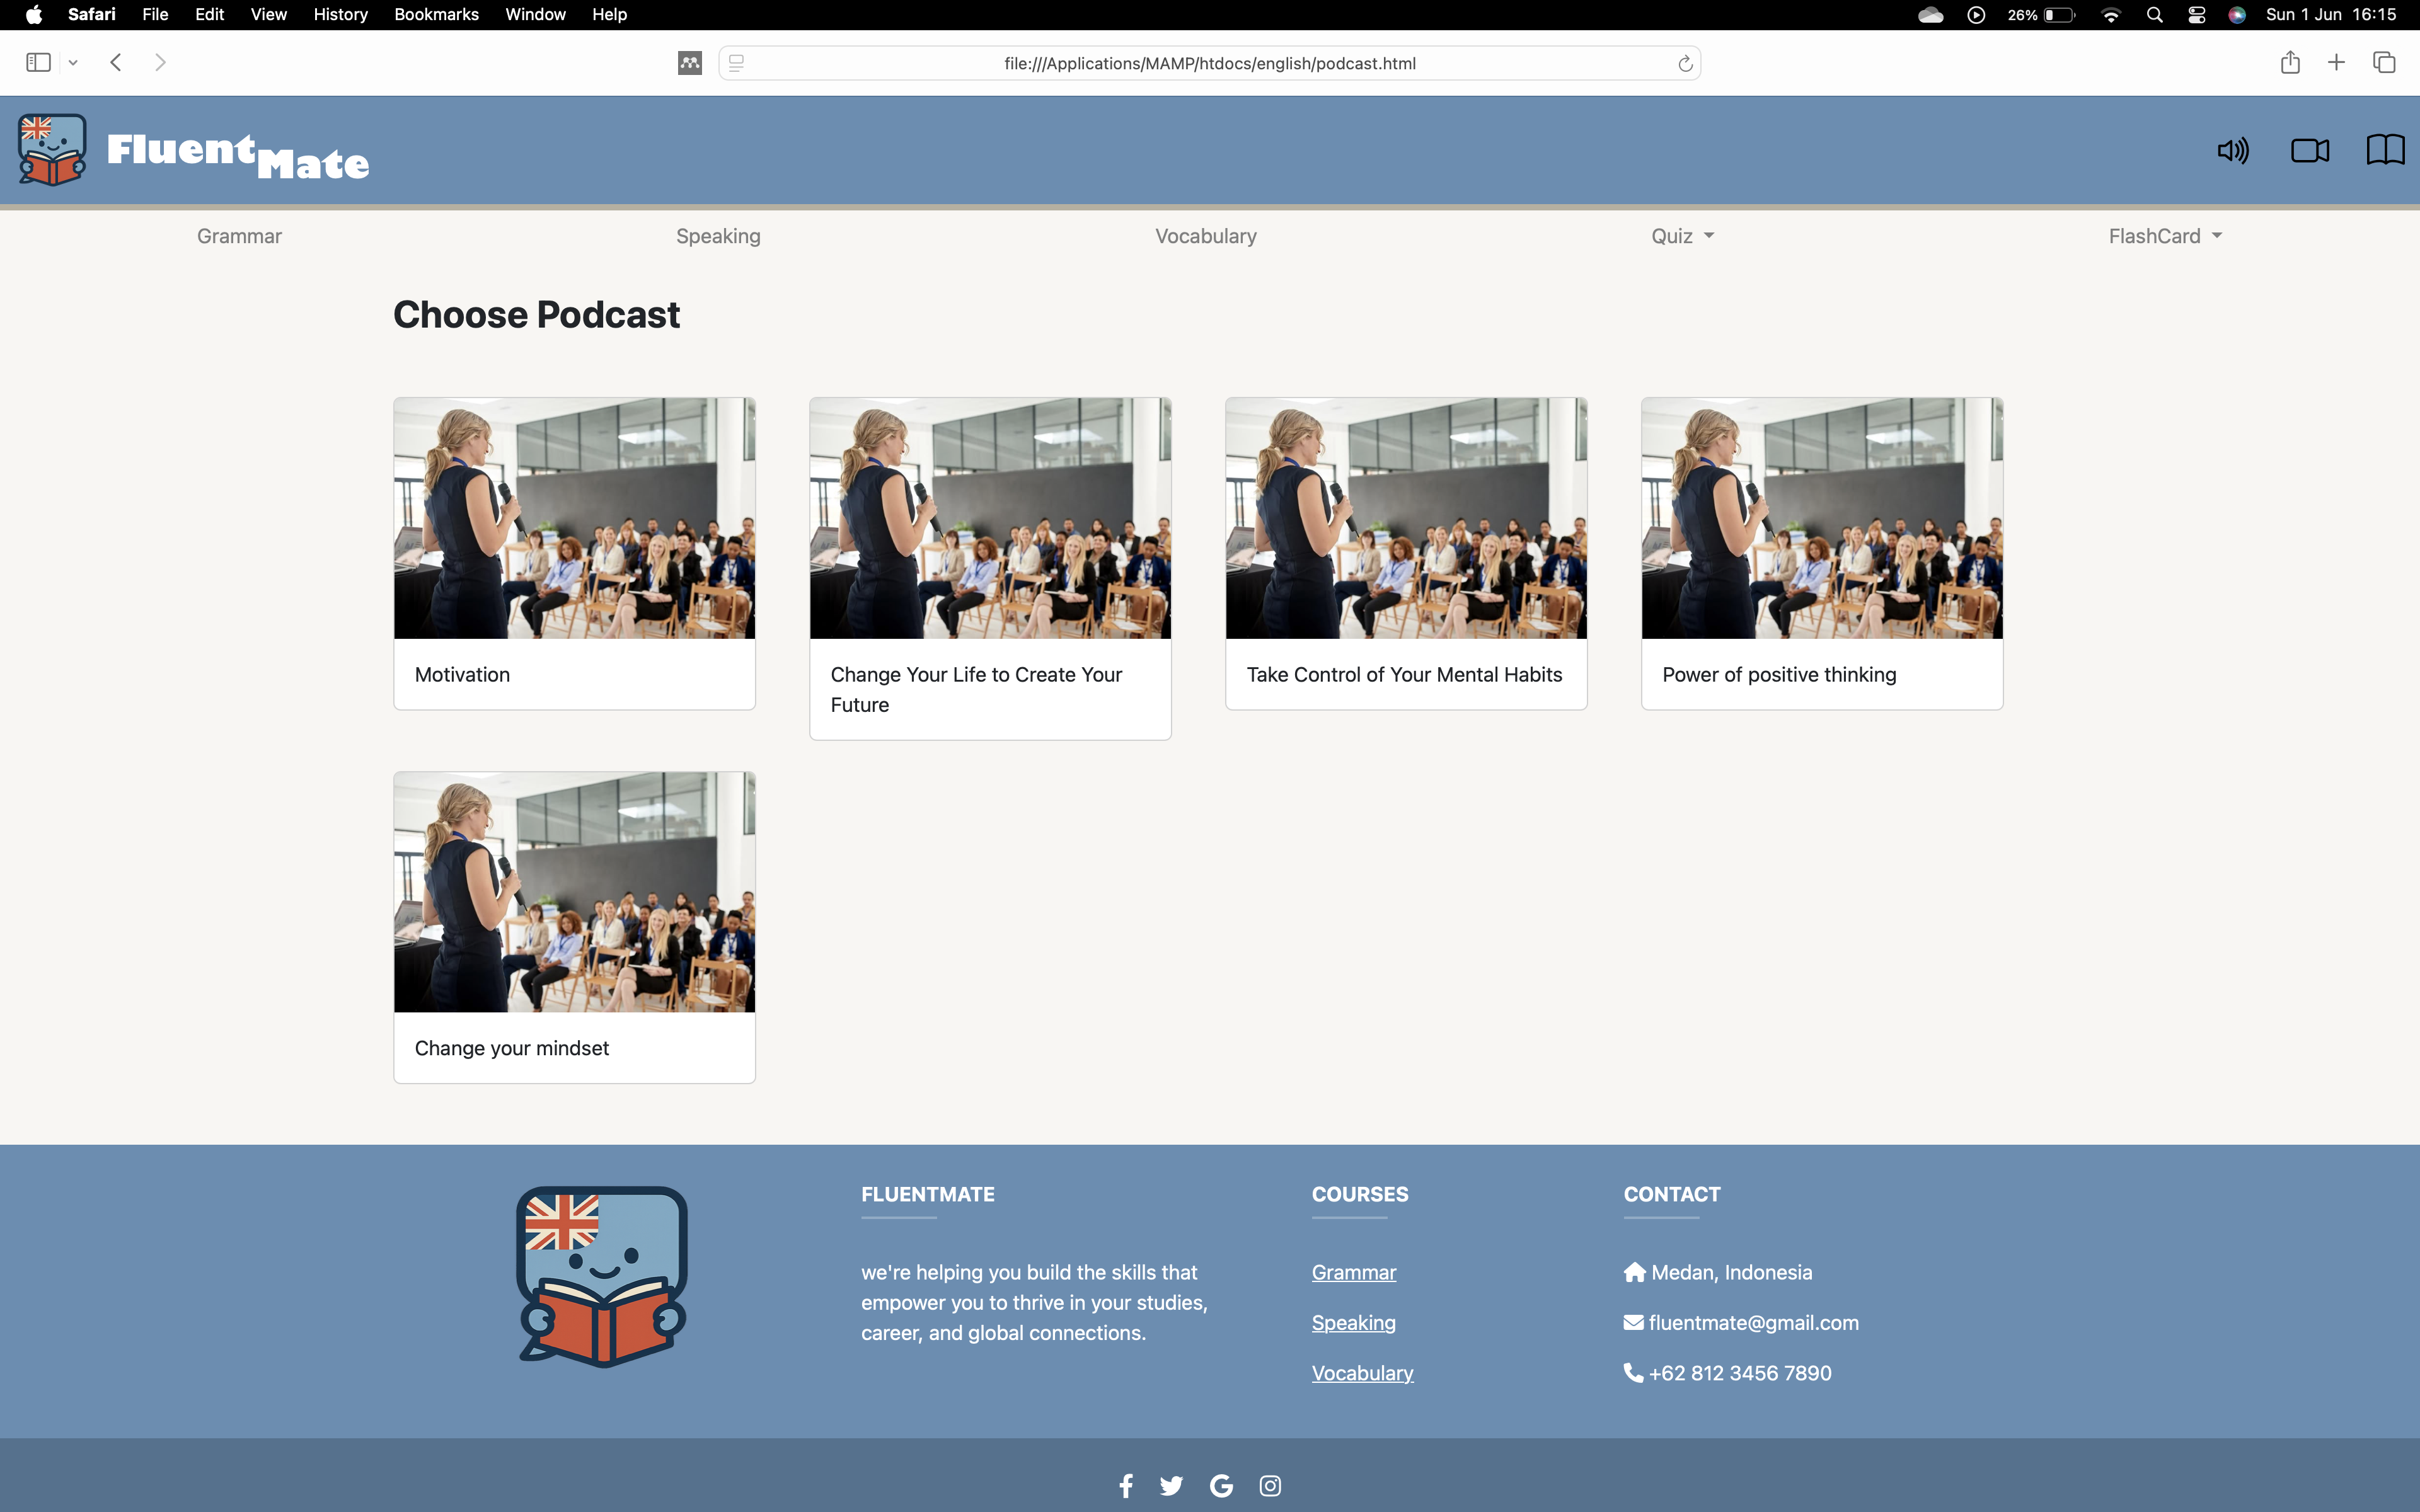 Safari File Edit View History Bookmarks Window Help 26% Sun 1 Jun 16:15
file:///Applications/MAMP/htdocs/english/podcast.html
FluentMate
Grammar Speaking Vocabulary Quiz FlashCard
Choose Podcast
Motivation
Change Your Life to Create Your
Future
Take Control of Your Mental Habits
Power of positive thinking
Change your mindset
FLUENTMATE
we're helping you build the skills that
empower you to thrive in your studies,
career, and global connections.
COURSES
Grammar
Speaking
Vocabulary
CONTACT
Medan, Indonesia
fluentmate@gmail.com
+62 812 3456 7890